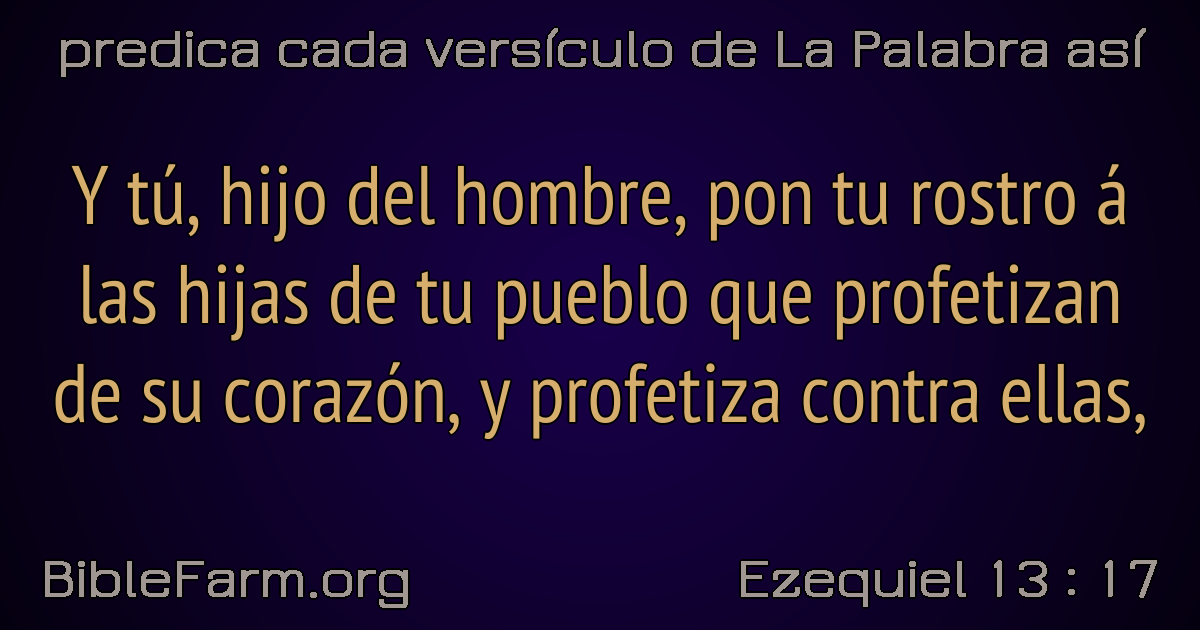 predica cada versículo de La Palabra así
Y tú, hijo del hombre, pon tu rostro á
las hijas de tu pueblo que profetizan
de su corazón, y profetiza contra ellas,
BibleFarm.org
Ezequiel 13 : 17